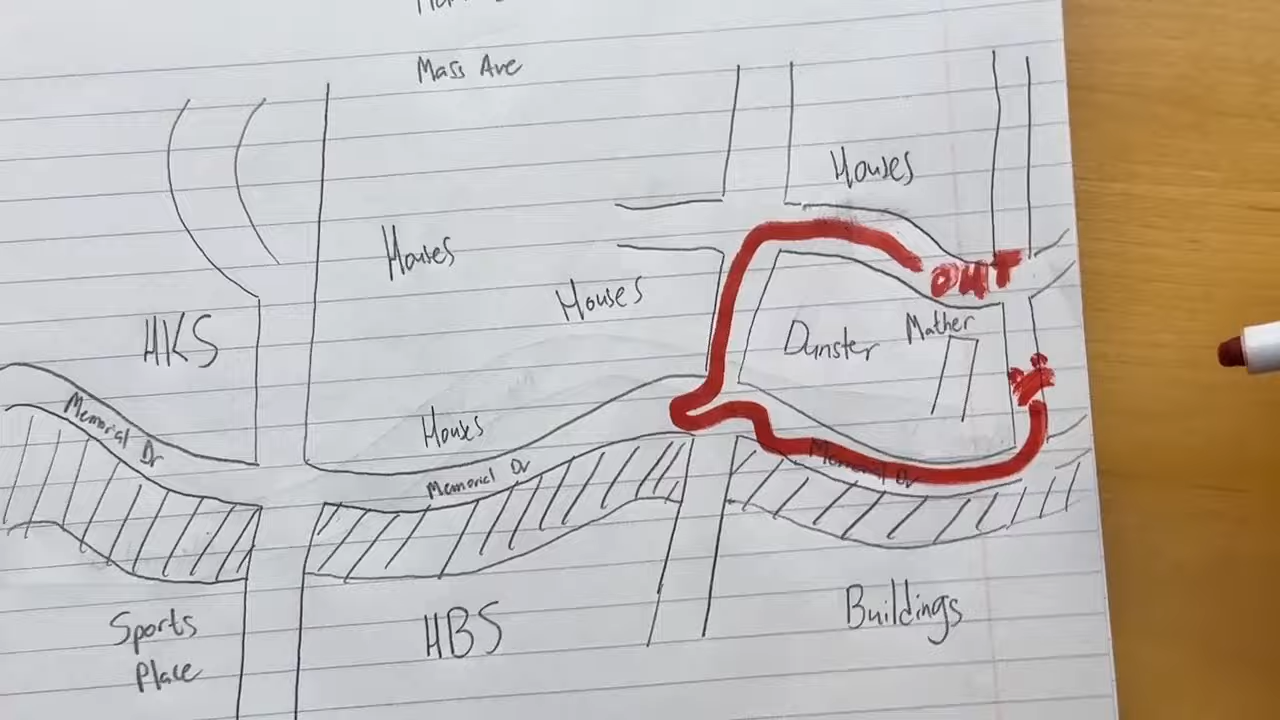 Mass Ave
Houses
Houses
Houses
HKS
OUT
Dunster
Mather
Memorial Dr
Houses
Memorial Dr
Memorial Dr
Sports
Place
HBS
Buildings